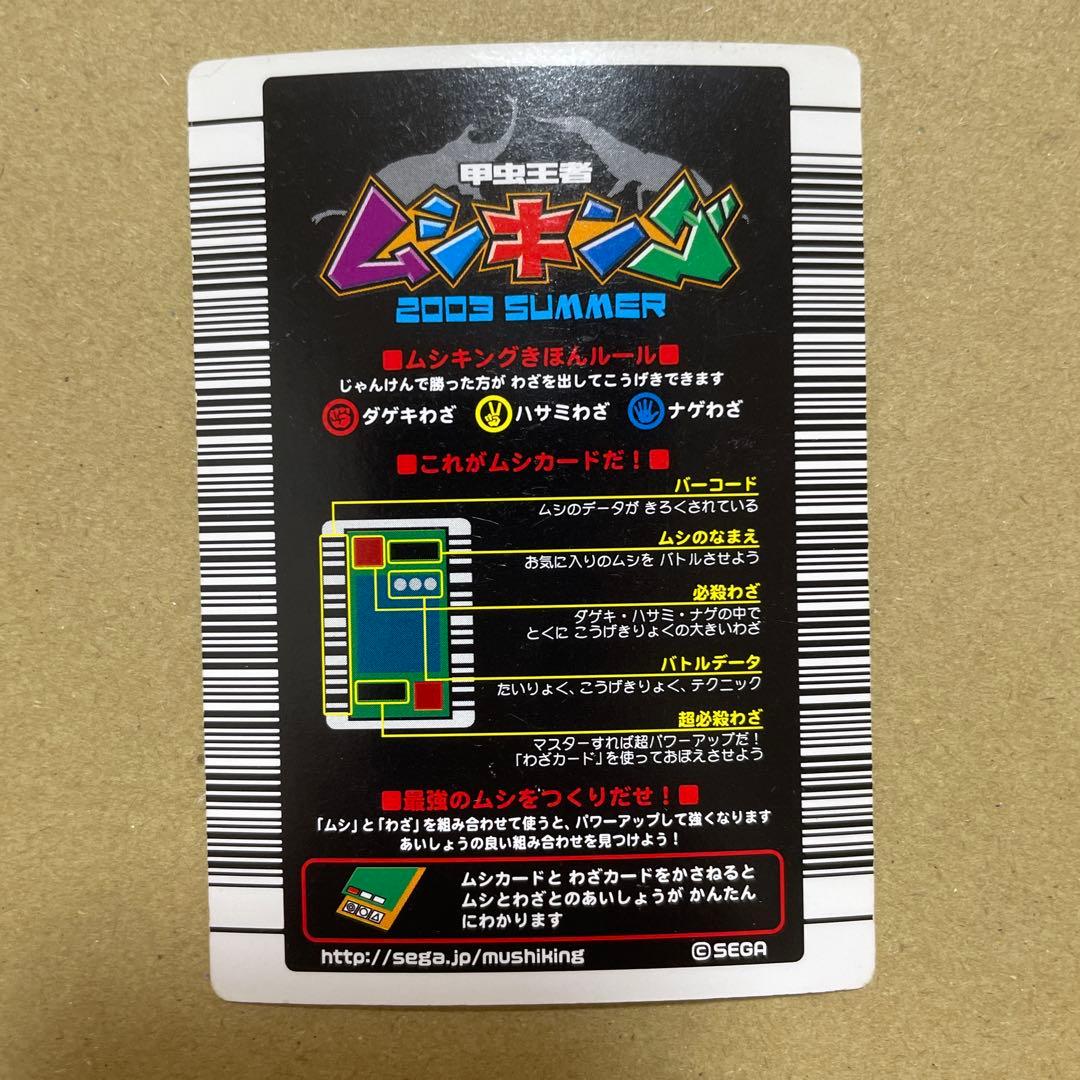 甲虫王者
ムシキング
2003 SUMMER
■ムシキングきほんルール■
じゃんけんで勝った方が わざを出してこうげきできます
ダゲキわざ ハサミわざ ナゲわざ
■これがムシカードだ！■
バーコード
ムシのデータが きろくされている
ムシのなまえ
お気に入りのムシを バトルさせよう
必殺わざ
ダゲキ・ハサミ・ナゲの中で
とくに こうげきりょくの大きいわざ
バトルデータ
たいりょく、こうげきりょく、テクニック
超必殺わざ
マスターすれば超パワーアップだ！
「わざカード」を使っておぼえさせよう
■最強のムシをつくりだせ！■
「ムシ」と「わざ」を組み合わせて使うと、パワーアップして強くなります
あいしょうの良い組み合わせを見つけよう！
ムシカードと わざカードをかさねると
ムシとわざとのあいしょうが かんたん
にわかります
http://sega.jp/mushiking ©SEGA